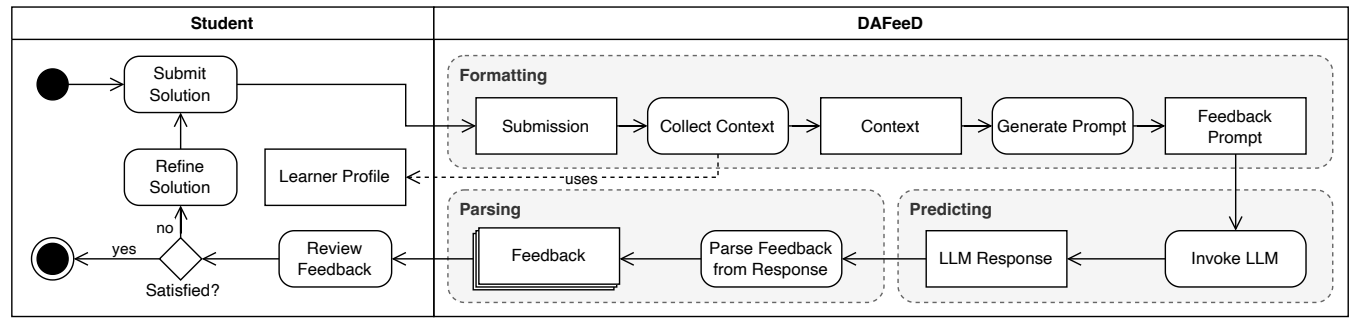 Student
DAFeeD
Submit
Solution
Refine
Solution
Learner Profile
no
yes
Satisfied?
Review
Feedback
Formatting
Submission
Collect Context
Context
Generate Prompt
Feedback
Prompt
uses
Parsing
Feedback
Parse Feedback
from Response
Predicting
LLM Response
Invoke LLM